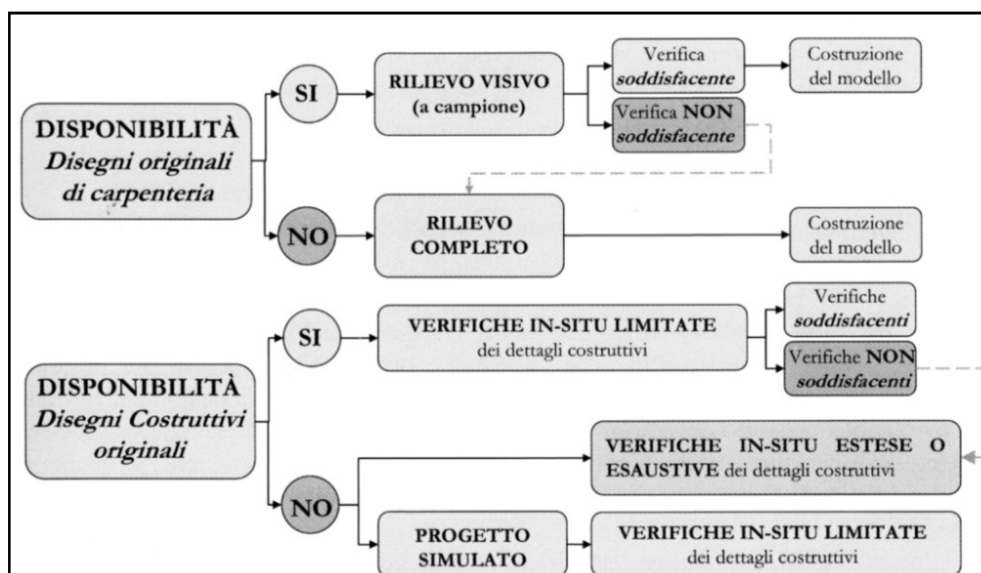 DISPONIBILITÀ
Disegni originali
di carpenteria
SI
RILIEVO VISIVO
(a campione)
Verifica
soddisfacente
Costruzione
del modello
Verifica NON
soddisfacente
NO
RILIEVO
COMPLETO
Costruzione
del modello
DISPONIBILITÀ
Disegni Costruttivi
originali
SI
VERIFICHE IN-SITU LIMITATE
dei dettagli costruttivi
Verifiche
soddisfacenti
Verifiche NON
soddisfacenti
NO
VERIFICHE IN-SITU ESTESE O
ESAUSTIVE dei dettagli costruttivi
PROGETTO
SIMULATO
VERIFICHE IN-SITU LIMITATE
dei dettagli costruttivi